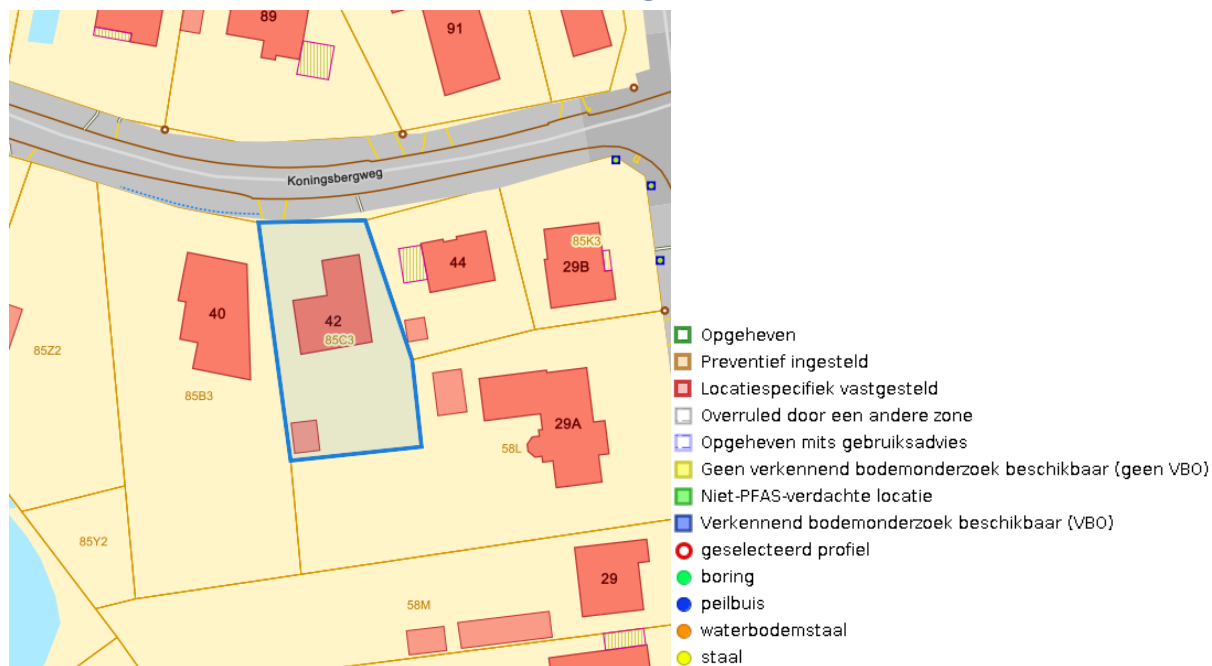 89
91
Koningsbergweg
85K3
44
29B
40
42
85C3
85Z2
85B3
29A
58L
85Y2
29
58M
Opgeheven
Preventief ingesteld
Locatiespecifiek vastgesteld
Overruled door een andere zone
Opgeheven mits gebruiksadvies
Geen verkennend bodemonderzoek beschikbaar (geen VBO)
Niet-PFAS-verdachte locatie
Verkennend bodemonderzoek beschikbaar (VBO)
geselecteerd profiel
boring
peilbuis
waterbodemstaal
staal